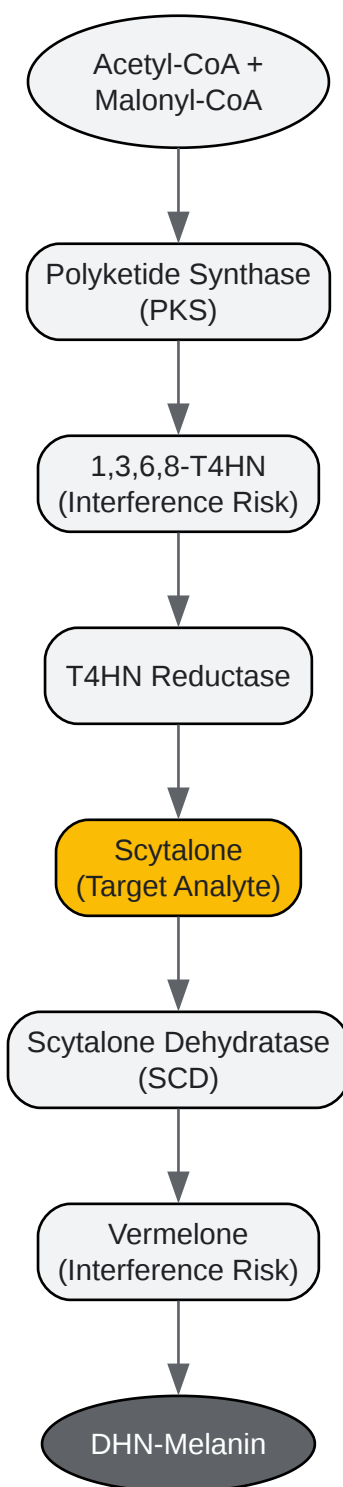 Acetyl-CoA +
Malonyl-CoA
Polyketide Synthase
(PKS)
1,3,6,8-T4HN
(Interference Risk)
T4HN Reductase
Scytalone
(Target Analyte)
Scytalone Dehydratase
(SCD)
Vermelone
(Interference Risk)
DHN-Melanin